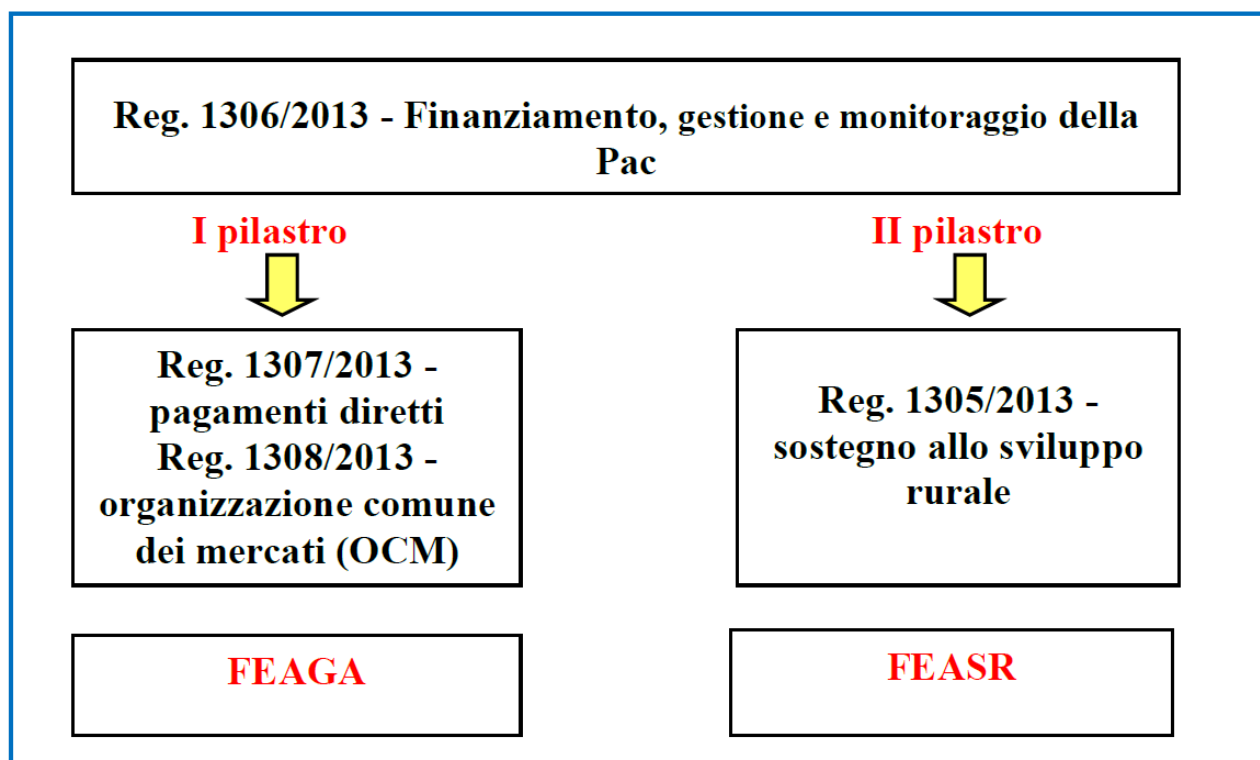 Reg. 1306/2013 - Finanziamento, gestione e monitoraggio della
Pac
I pilastro
II pilastro
Reg. 1307/2013 -
pagamenti diretti
Reg. 1308/2013 -
organizzazione comune
dei mercati (OCM)
Reg. 1305/2013 -
sostegno allo sviluppo
rurale
FEAGA
FEASR